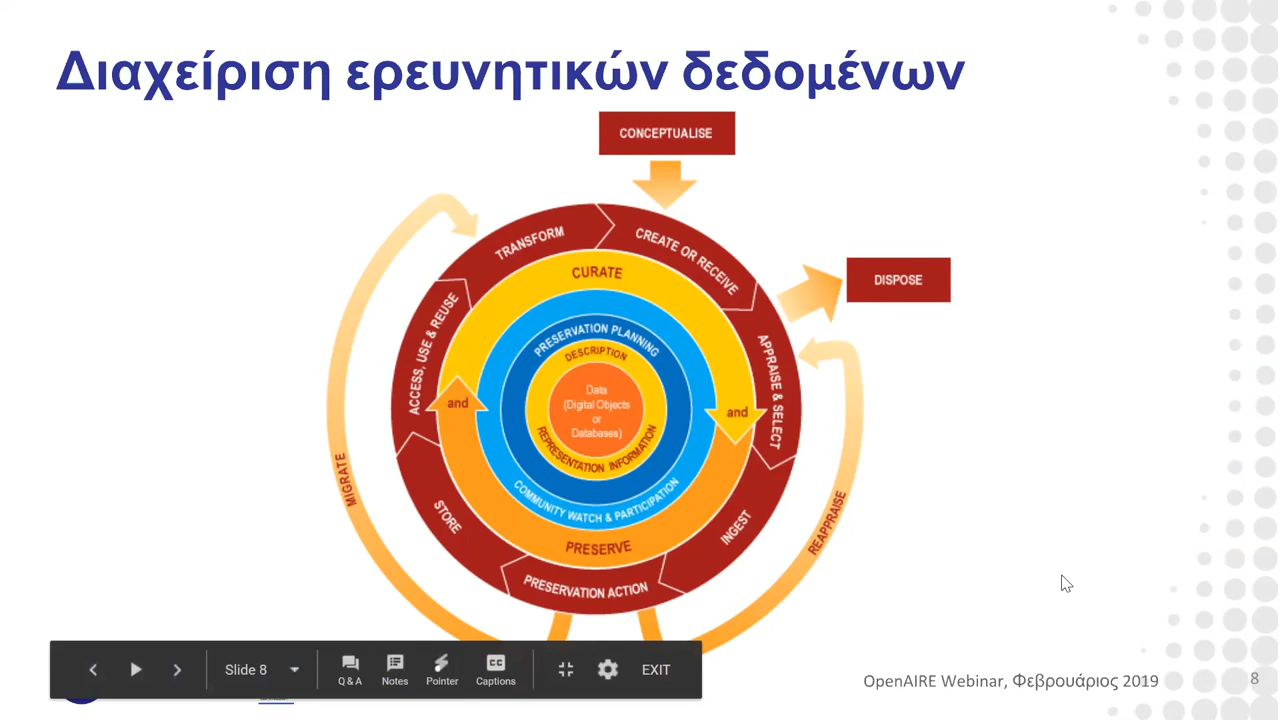 Διαχείριση ερευνητικών δεδομένων
CONCEPTUALISE
DISPOSE
TRANSFORM
CREATE OR RECEIVE
APPRAISE & SELECT
INGEST
PRESERVATION ACTION
STORE
ACCESS, USE & REUSE
CURATE
and
PRESERVE
and
COMMUNITY WATCH & PARTICIPATION
PRESERVATION PLANNING
DESCRIPTION
REPRESENTATION INFORMATION
Data
(Digital Objects
or
Databases)
MIGRATE
REAPPRAISE
Slide 8
Q & A
Notes
Pointer
Captions
EXIT
OpenAIRE Webinar, Φεβρουάριος 2019
8